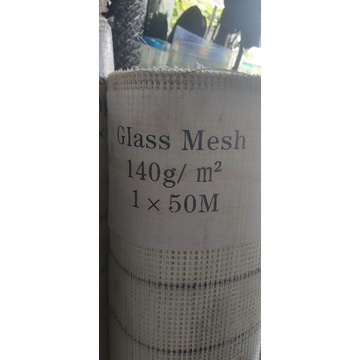 Glass Mesh
140g/ m²
1 × 50M